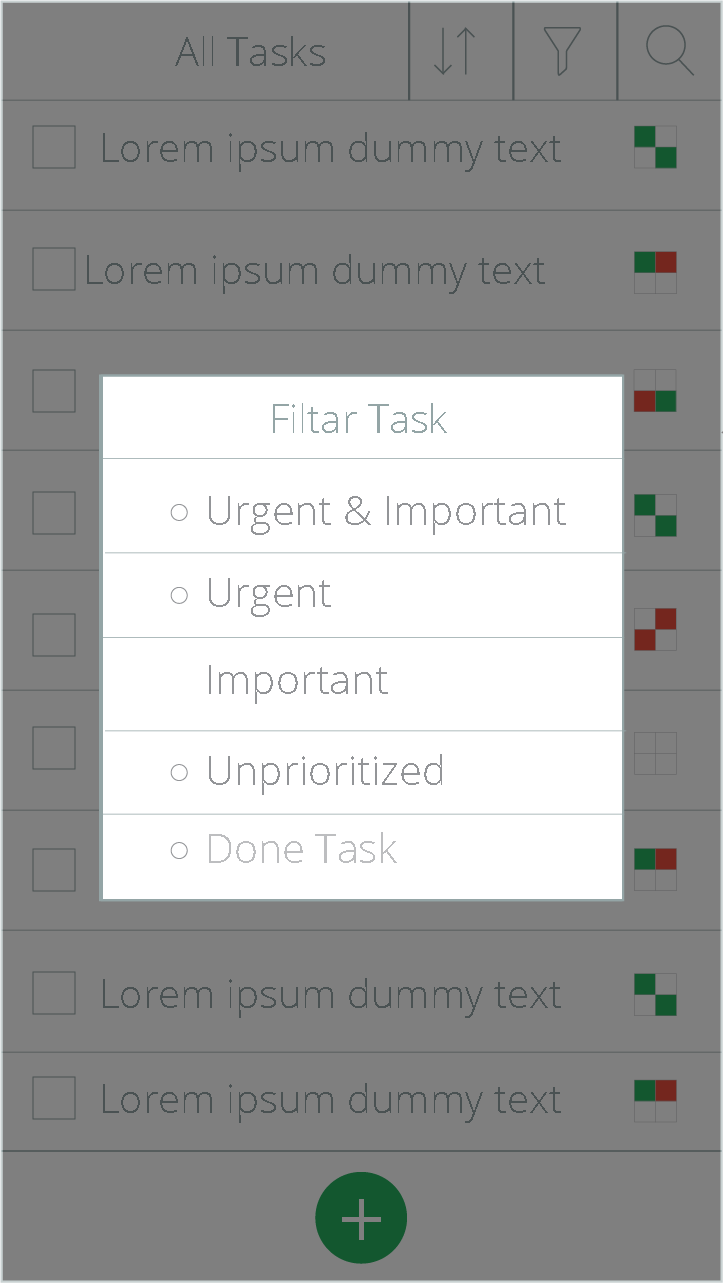 All Tasks
Lorem ipsum dummy text
Lorem ipsum dummy text
Filtar Task
Urgent & Important
Urgent
Important
Unprioritized
Done Task
Lorem ipsum dummy text
Lorem ipsum dummy text